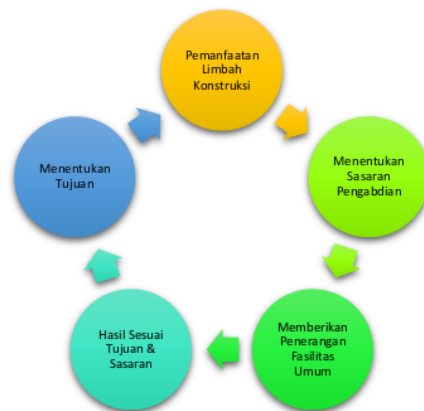 Pemanfaatan
Limbah
Konstruksi
Menentukan
Sasaran
Pengabdian
Memberikan
Penerangan
Fasilitas
Umum
Hasil Sesuai
Tujuan &
Sasaran
Menentukan
Tujuan